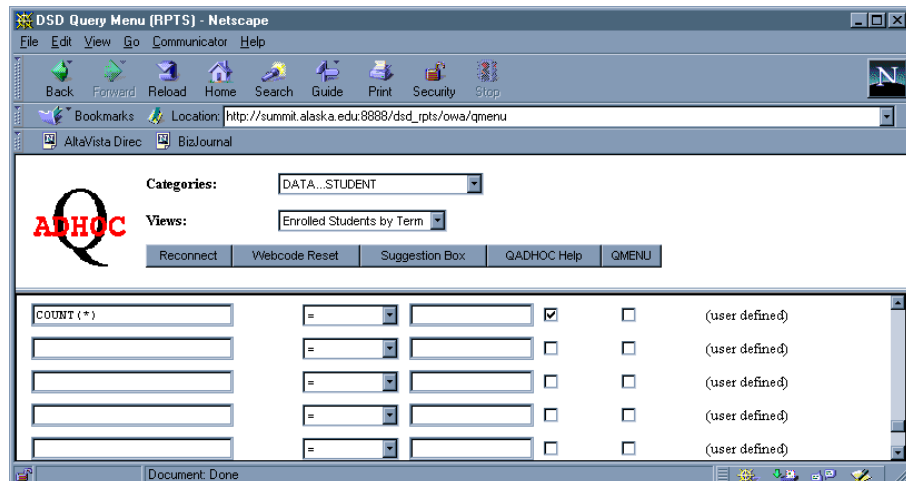 DSD Query Menu (RPTS) - Netscape
File Edit View Go Communicator Help
Back Forward Reload Home Search Guide Print Security Stop
N
Bookmarks Location: http://summit.alaska.edu:8888/dsd_rpts/owa/qmenu
AltaVista Direc BizJournal
Categories: DATA...STUDENT
Q
ADHOC
Views: Enrolled Students by Term
Reconnect Webcode Reset Suggestion Box QADHOC Help QMENU
COUNT(*) = (user defined)
= (user defined)
= (user defined)
= (user defined)
= (user defined)
Document: Done